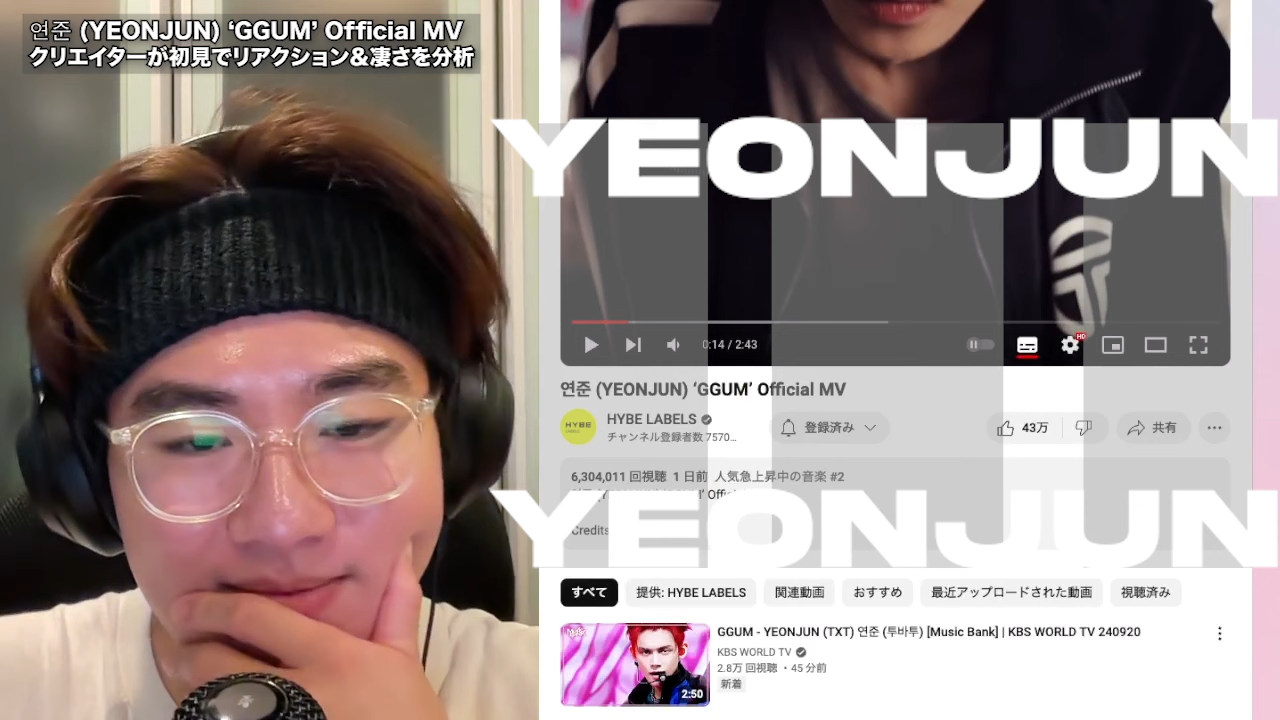 연준 (YEONJUN) ‘GGUM’ Official MV
クリエイターが初見でリアクション&凄さを分析
YEONJUN
0:14 / 2:43
HD
연준 (YEONJUN) ‘GGUM’ Official MV
HYBE
LABELS
HYBE LABELS
チャンネル登録者数 7570…
登録済み
43万
共有
6,304,011 回視聴 1 日前 人気急上昇中の音楽 #2
YEONJUN
Credits
すべて
提供: HYBE LABELS
関連動画
おすすめ
最近アップロードされた動画
視聴済み
GGUM - YEONJUN (TXT) 연준 (투바투) [Music Bank] | KBS WORLD TV 240920
KBS WORLD TV
2.8万 回視聴 ・45 分前
新着
2:50